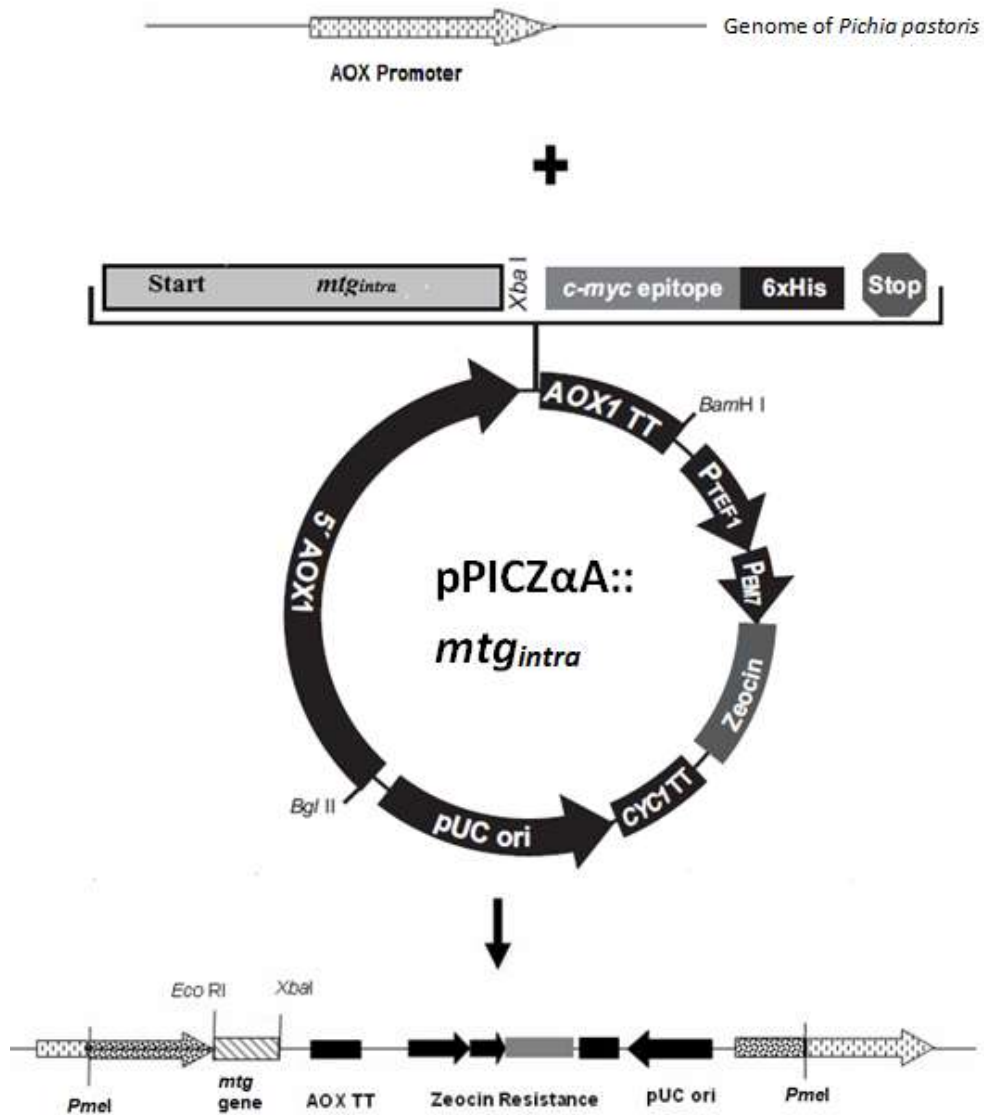 Genome of Pichia pastoris
AOX Promoter
+
Start mtgintra
Xba I
c-myc epitope
6xHis
Stop
AOX1 TT
BamH I
PTEF1
PEM7
Zeocin
CYC1 TT
pUC ori
Bgl II
5´ AOX1
pPICZαA::
mtgintra
Eco RI
XbaI
PmeI
mtg
gene
AOX TT
Zeocin Resistance
pUC ori
PmeI